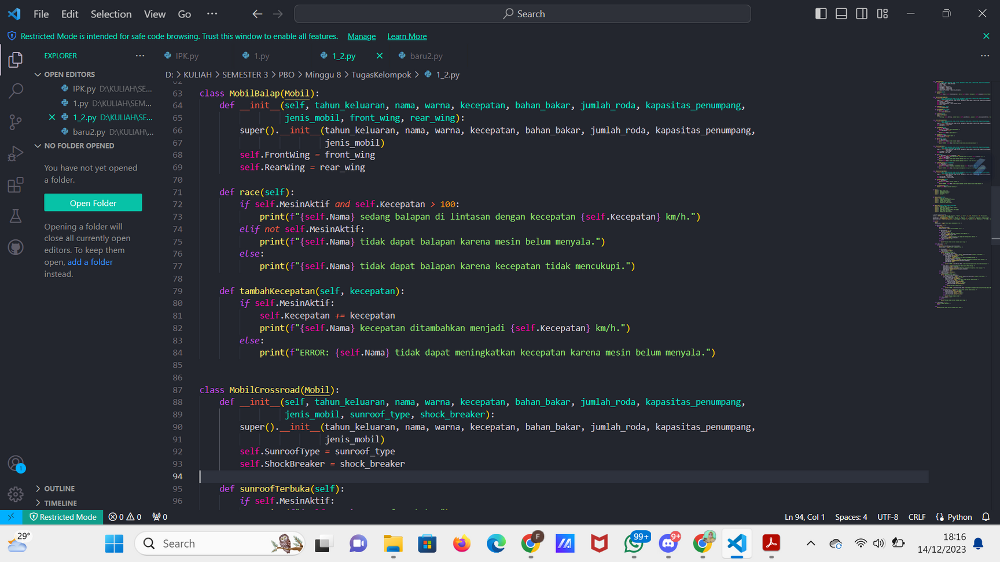 File Edit Selection View Go ··· Search
Restricted Mode is intended for safe code browsing. Trust this window to enable all features. Manage Learn More
EXPLORER ··· IPK.py 1.py 1_2.py baru2.py ···
OPEN EDITORS
IPK.py D:\KULIAH\SE...
1.py D:\KULIAH\SEM...
1_2.py D:\KULIAH\SE...
baru2.py D:\KULIAH\...
NO FOLDER OPENED
You have not yet opened
a folder.
Open Folder
Opening a folder will
close all currently open
editors. To keep them
open, add a folder
instead.
OUTLINE
TIMELINE
D: > KULIAH > SEMESTER 3 > PBO > Minggu 8 > TugasKelompok > 1_2.py
62
63 class MobilBalap(Mobil):
64 def __init__(self, tahun_keluaran, nama, warna, kecepatan, bahan_bakar, jumlah_roda, kapasitas_penumpang,
65 jenis_mobil, front_wing, rear_wing):
66 super().__init__(tahun_keluaran, nama, warna, kecepatan, bahan_bakar, jumlah_roda, kapasitas_penumpang,
67 jenis_mobil)
68 self.FrontWing = front_wing
69 self.RearWing = rear_wing
70
71 def race(self):
72 if self.MesinAktif and self.Kecepatan > 100:
73 print(f"{self.Nama} sedang balapan di lintasan dengan kecepatan {self.Kecepatan} km/h.")
74 elif not self.MesinAktif:
75 print(f"{self.Nama} tidak dapat balapan karena mesin belum menyala.")
76 else:
77 print(f"{self.Nama} tidak dapat balapan karena kecepatan tidak mencukupi.")
78
79 def tambahKecepatan(self, kecepatan):
80 if self.MesinAktif:
81 self.Kecepatan += kecepatan
82 print(f"{self.Nama} kecepatan ditambahkan menjadi {self.Kecepatan} km/h.")
83 else:
84 print(f"ERROR: {self.Nama} tidak dapat meningkatkan kecepatan karena mesin belum menyala.")
85
86
87 class MobilCrossroad(Mobil):
88 def __init__(self, tahun_keluaran, nama, warna, kecepatan, bahan_bakar, jumlah_roda, kapasitas_penumpang,
89 jenis_mobil, sunroof_type, shock_breaker):
90 super().__init__(tahun_keluaran, nama, warna, kecepatan, bahan_bakar, jumlah_roda, kapasitas_penumpang,
91 jenis_mobil)
92 self.SunroofType = sunroof_type
93 self.ShockBreaker = shock_breaker
94
95 def sunroofTerbuka(self):
96 if self.MesinAktif:
1
Restricted Mode 0 0 0 Ln 94, Col 1 Spaces: 4 UTF-8 CRLF Python
29° Search F 99+ 9+ 18:16
14/12/2023